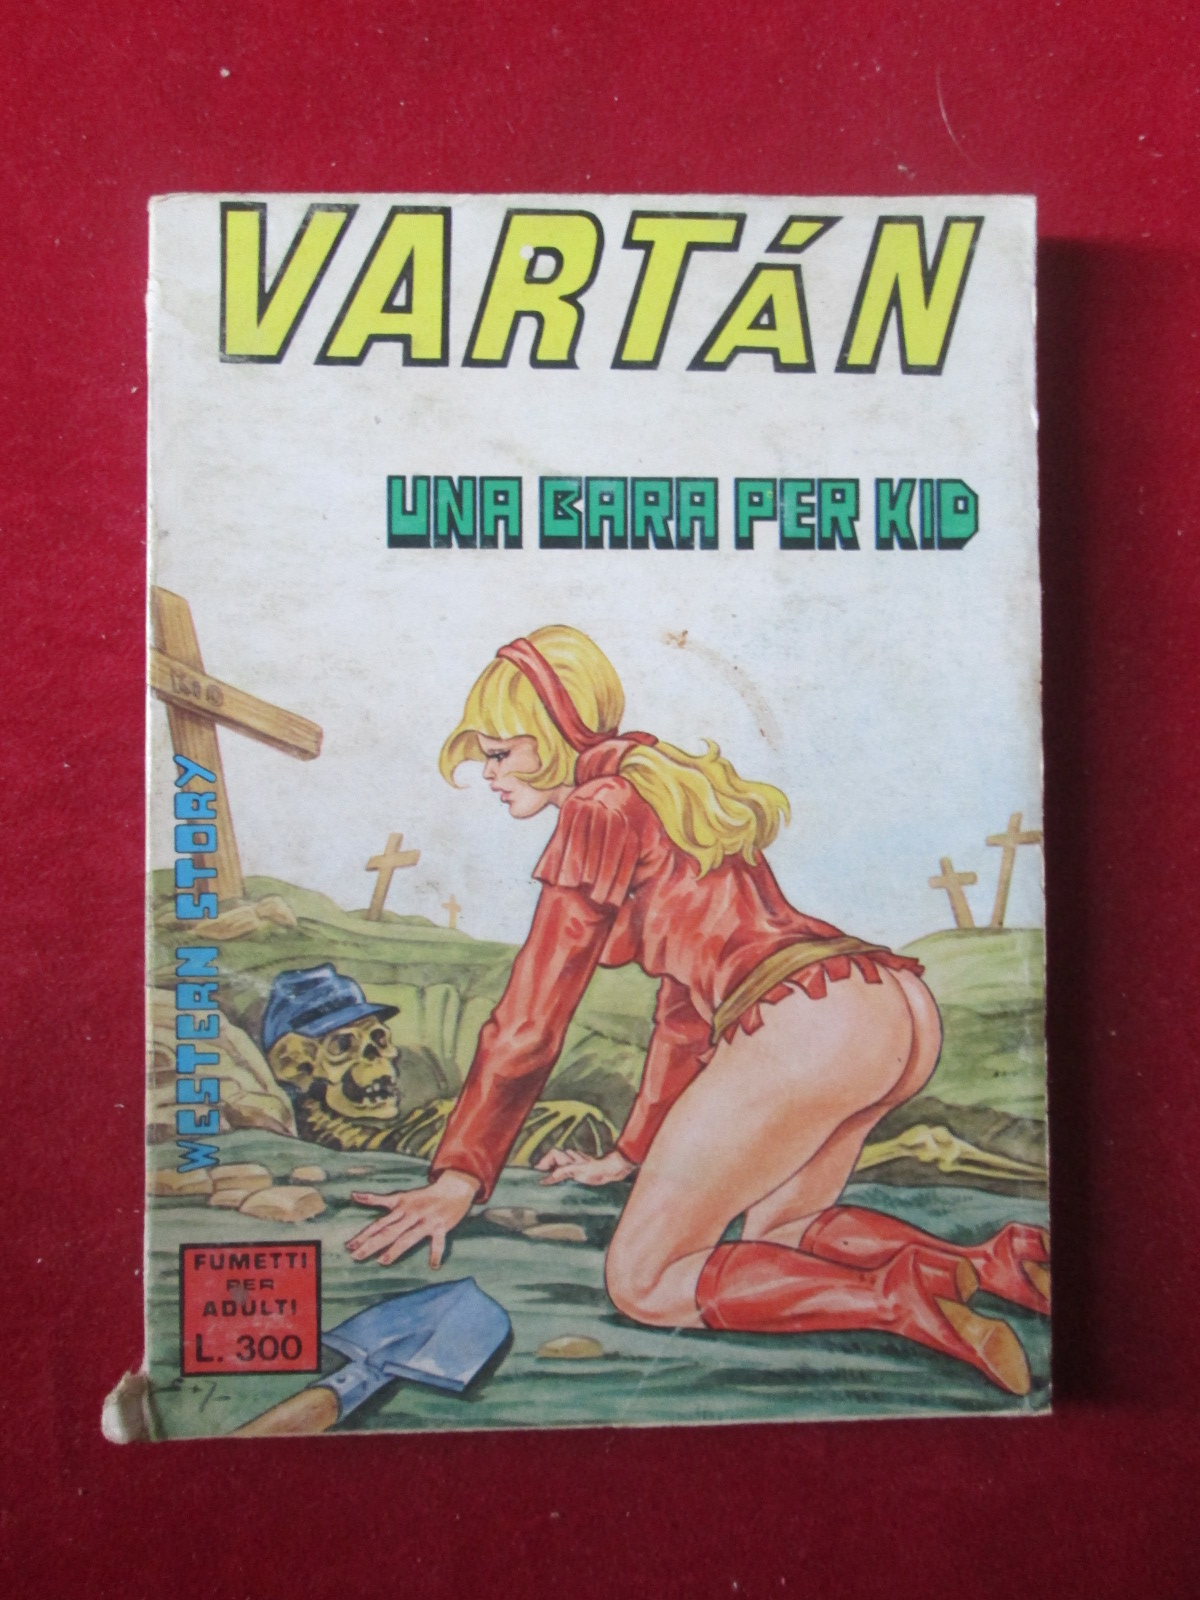 VARTÁN
UNA BARA PER KID
WESTERN STORY
FUMETTI
PER
ADULTI
L. 300